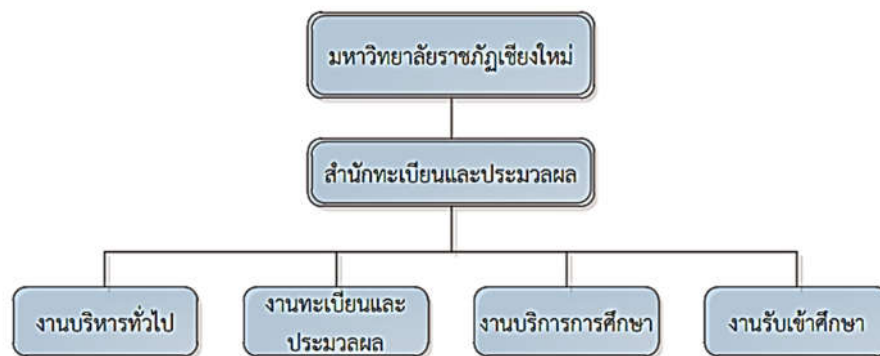 มหาวิทยาลัยราชภัฏเชียงใหม่
สำนักทะเบียนและประมวลผล
งานบริหารทั่วไป
งานทะเบียนและ
ประมวลผล
งานบริการการศึกษา
งานรับเข้าศึกษา